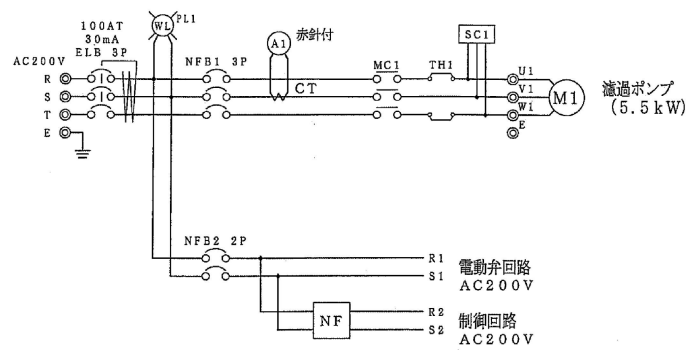 100AT
30mA
ELB 3P
AC200V
R
S
T
E
WL
PL1
NFB1 3P
A1
赤針付
CT
MC1
TH1
SC1
U1
V1
W1
E
M1
濾過ポンプ
(5.5kW)
NFB2 2P
R1
S1
電動弁回路
AC200V
NF
R2
S2
制御回路
AC200V